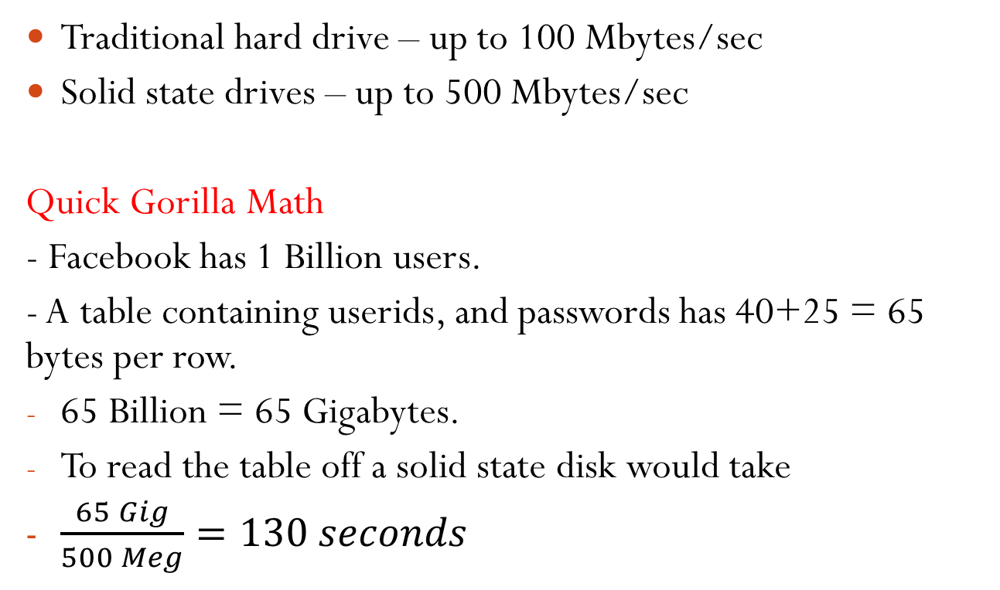 • Traditional hard drive – up to 100 Mbytes/sec
• Solid state drives – up to 500 Mbytes/sec
Quick Gorilla Math
- Facebook has 1 Billion users.
- A table containing userids, and passwords has 40+25 = 65
bytes per row.
- 65 Billion = 65 Gigabytes.
- To read the table off a solid state disk would take
- 65 Gig / 500 Meg = 130 seconds